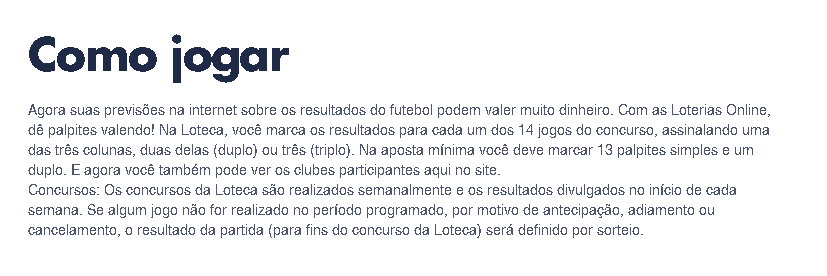 Como jogar
Agora suas previsões na internet sobre os resultados do futebol podem valer muito dinheiro. Com as Loterias Online,
dê palpites valendo! Na Loteca, você marca os resultados para cada um dos 14 jogos do concurso, assinalando uma
das três colunas, duas delas (duplo) ou três (triplo). Na aposta mínima você deve marcar 13 palpites simples e um
duplo. E agora você também pode ver os clubes participantes aqui no site.
Concursos: Os concursos da Loteca são realizados semanalmente e os resultados divulgados no início de cada
semana. Se algum jogo não for realizado no período programado, por motivo de antecipação, adiamento ou
cancelamento, o resultado da partida (para fins do concurso da Loteca) será definido por sorteio.